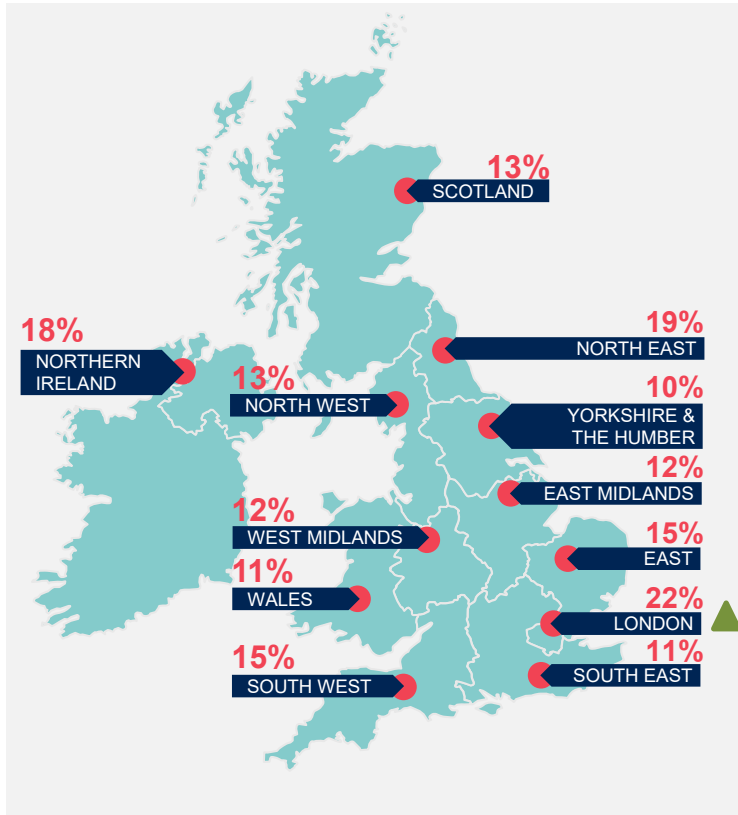 13%
SCOTLAND
19%
NORTH EAST
18%
NORTHERN
IRELAND
13%
NORTH WEST
10%
YORKSHIRE &
THE HUMBER
12%
EAST MIDLANDS
12%
WEST MIDLANDS
15%
EAST
11%
WALES
22%
LONDON
15%
SOUTH WEST
11%
SOUTH EAST